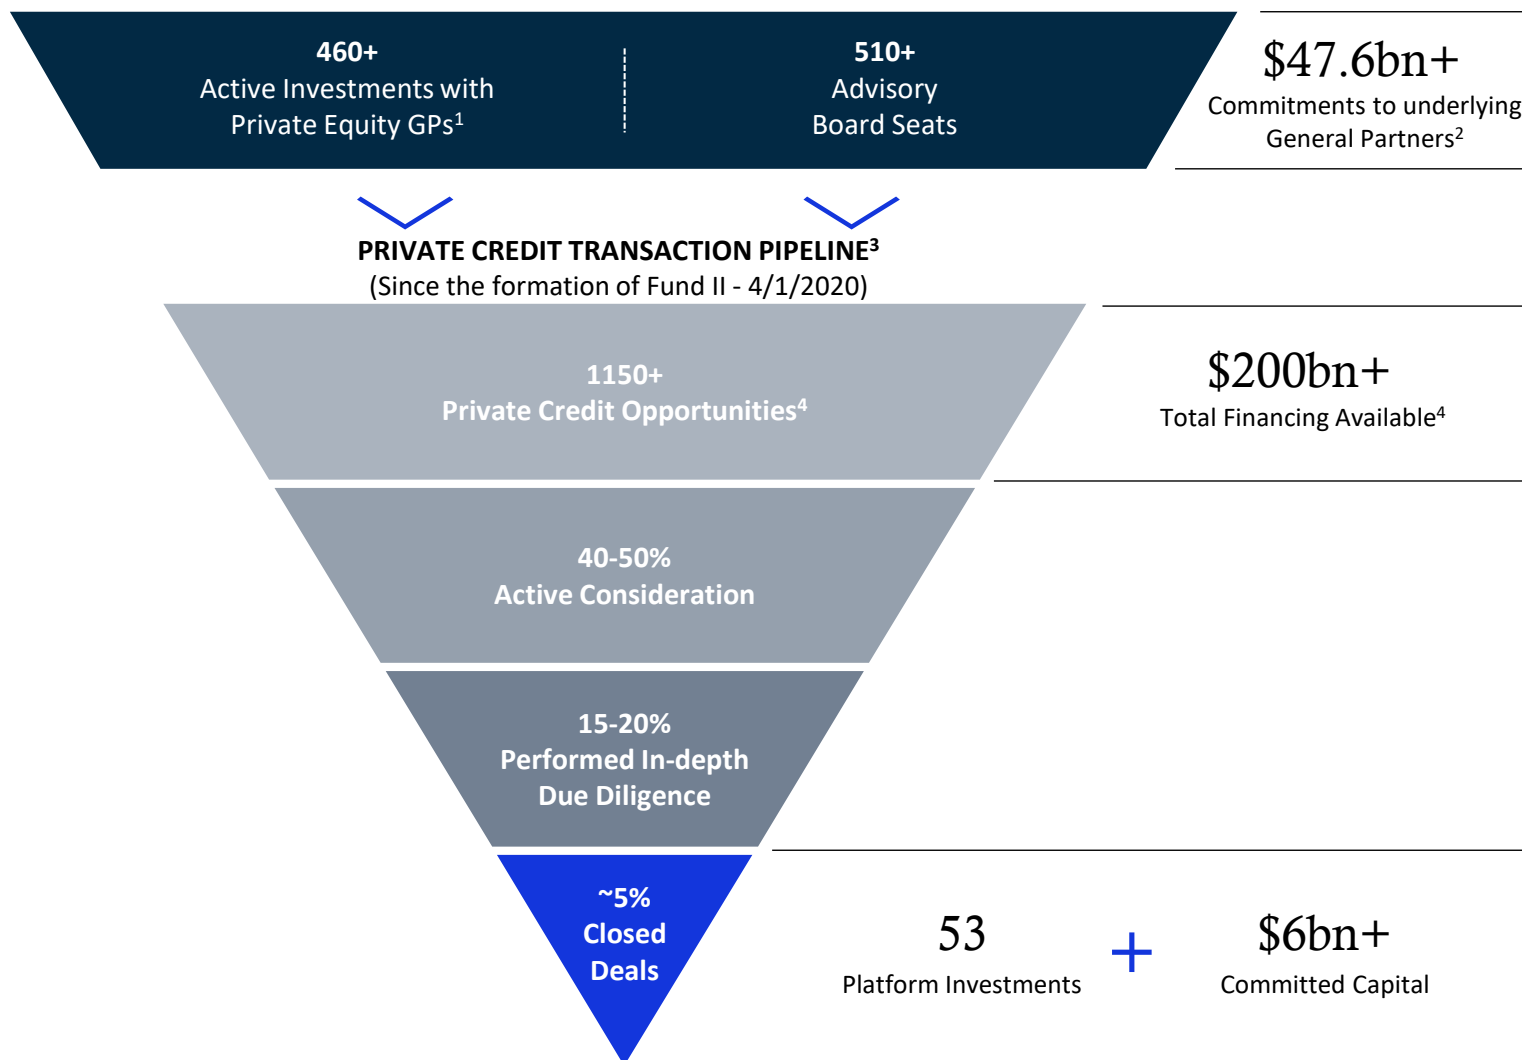 460+
Active Investments with
Private Equity GPs¹
510+
Advisory
Board Seats
$47.6bn+
Commitments to underlying
General Partners²
PRIVATE CREDIT TRANSACTION PIPELINE³
(Since the formation of Fund II - 4/1/2020)
1150+
Private Credit Opportunities⁴
$200bn+
Total Financing Available⁴
40-50%
Active Consideration
15-20%
Performed In-depth
Due Diligence
~5%
Closed
Deals
53
Platform Investments
+
$6bn+
Committed Capital